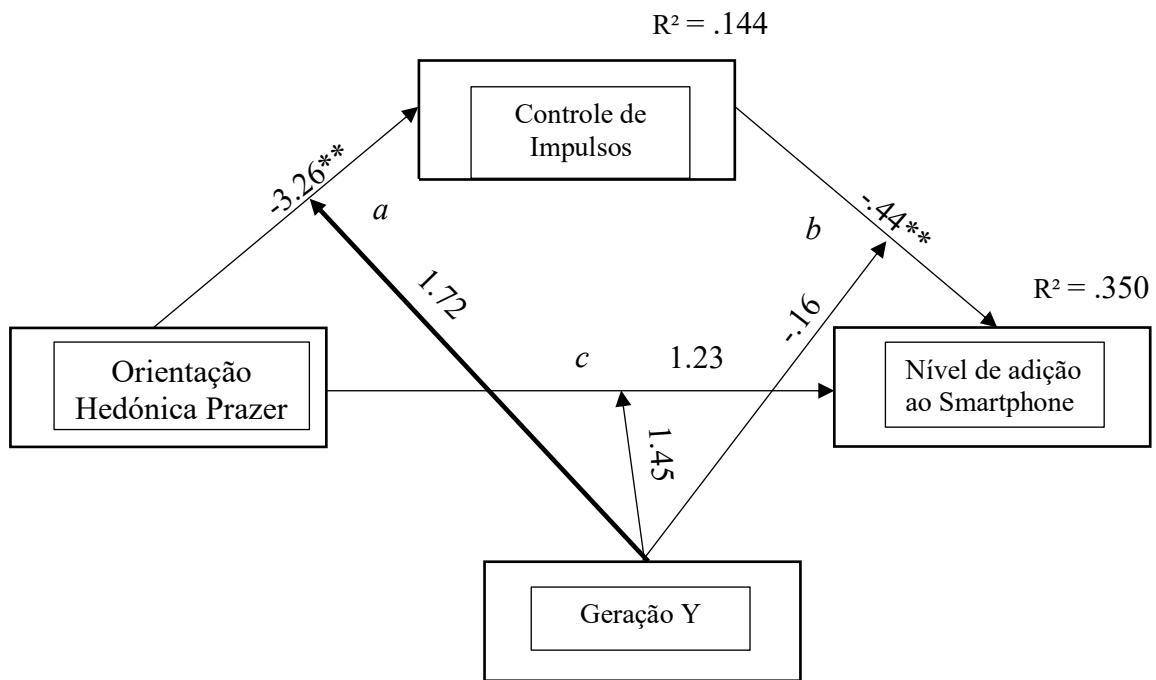 R² = .144
Controle de
Impulsos
-3.26**
a
b
-.44**
R² = .350
1.72
-.16
Orientação
Hedónica Prazer
c
1.23
Nível de adição
ao Smartphone
1.45
Geração Y